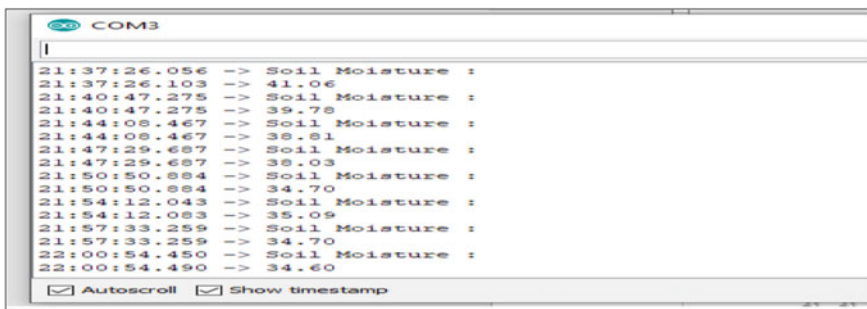 COM3
21:37:26.056 -> Soil Moisture :
21:37:26.103 -> 41.06
21:40:47.275 -> Soil Moisture :
21:40:47.275 -> 39.78
21:44:08.467 -> Soil Moisture :
21:44:08.467 -> 38.81
21:47:29.687 -> Soil Moisture :
21:47:29.687 -> 38.03
21:50:50.884 -> Soil Moisture :
21:50:50.884 -> 34.70
21:54:12.043 -> Soil Moisture :
21:54:12.083 -> 35.09
21:57:33.259 -> Soil Moisture :
21:57:33.259 -> 34.70
22:00:54.450 -> Soil Moisture :
22:00:54.490 -> 34.60
Autoscroll Show timestamp